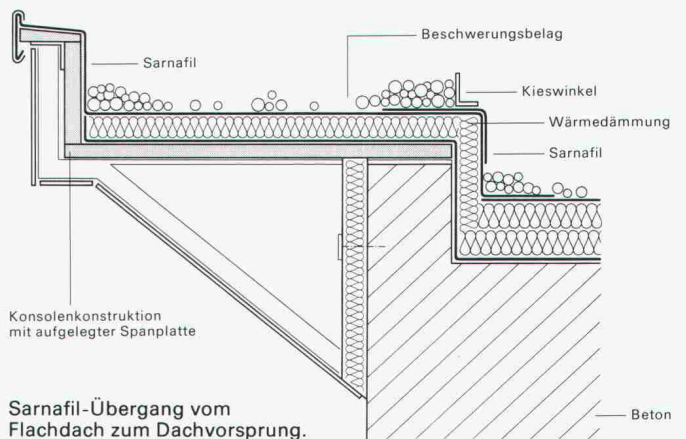 Beschwerungsbelag
Sarnafil
Kieswinkel
Wärmedämmung
Sarnafil
Konsolenkonstruktion
mit aufgelegter Spanplatte
Sarnafil-Übergang vom
Flachdach zum Dachvorsprung.
Beton